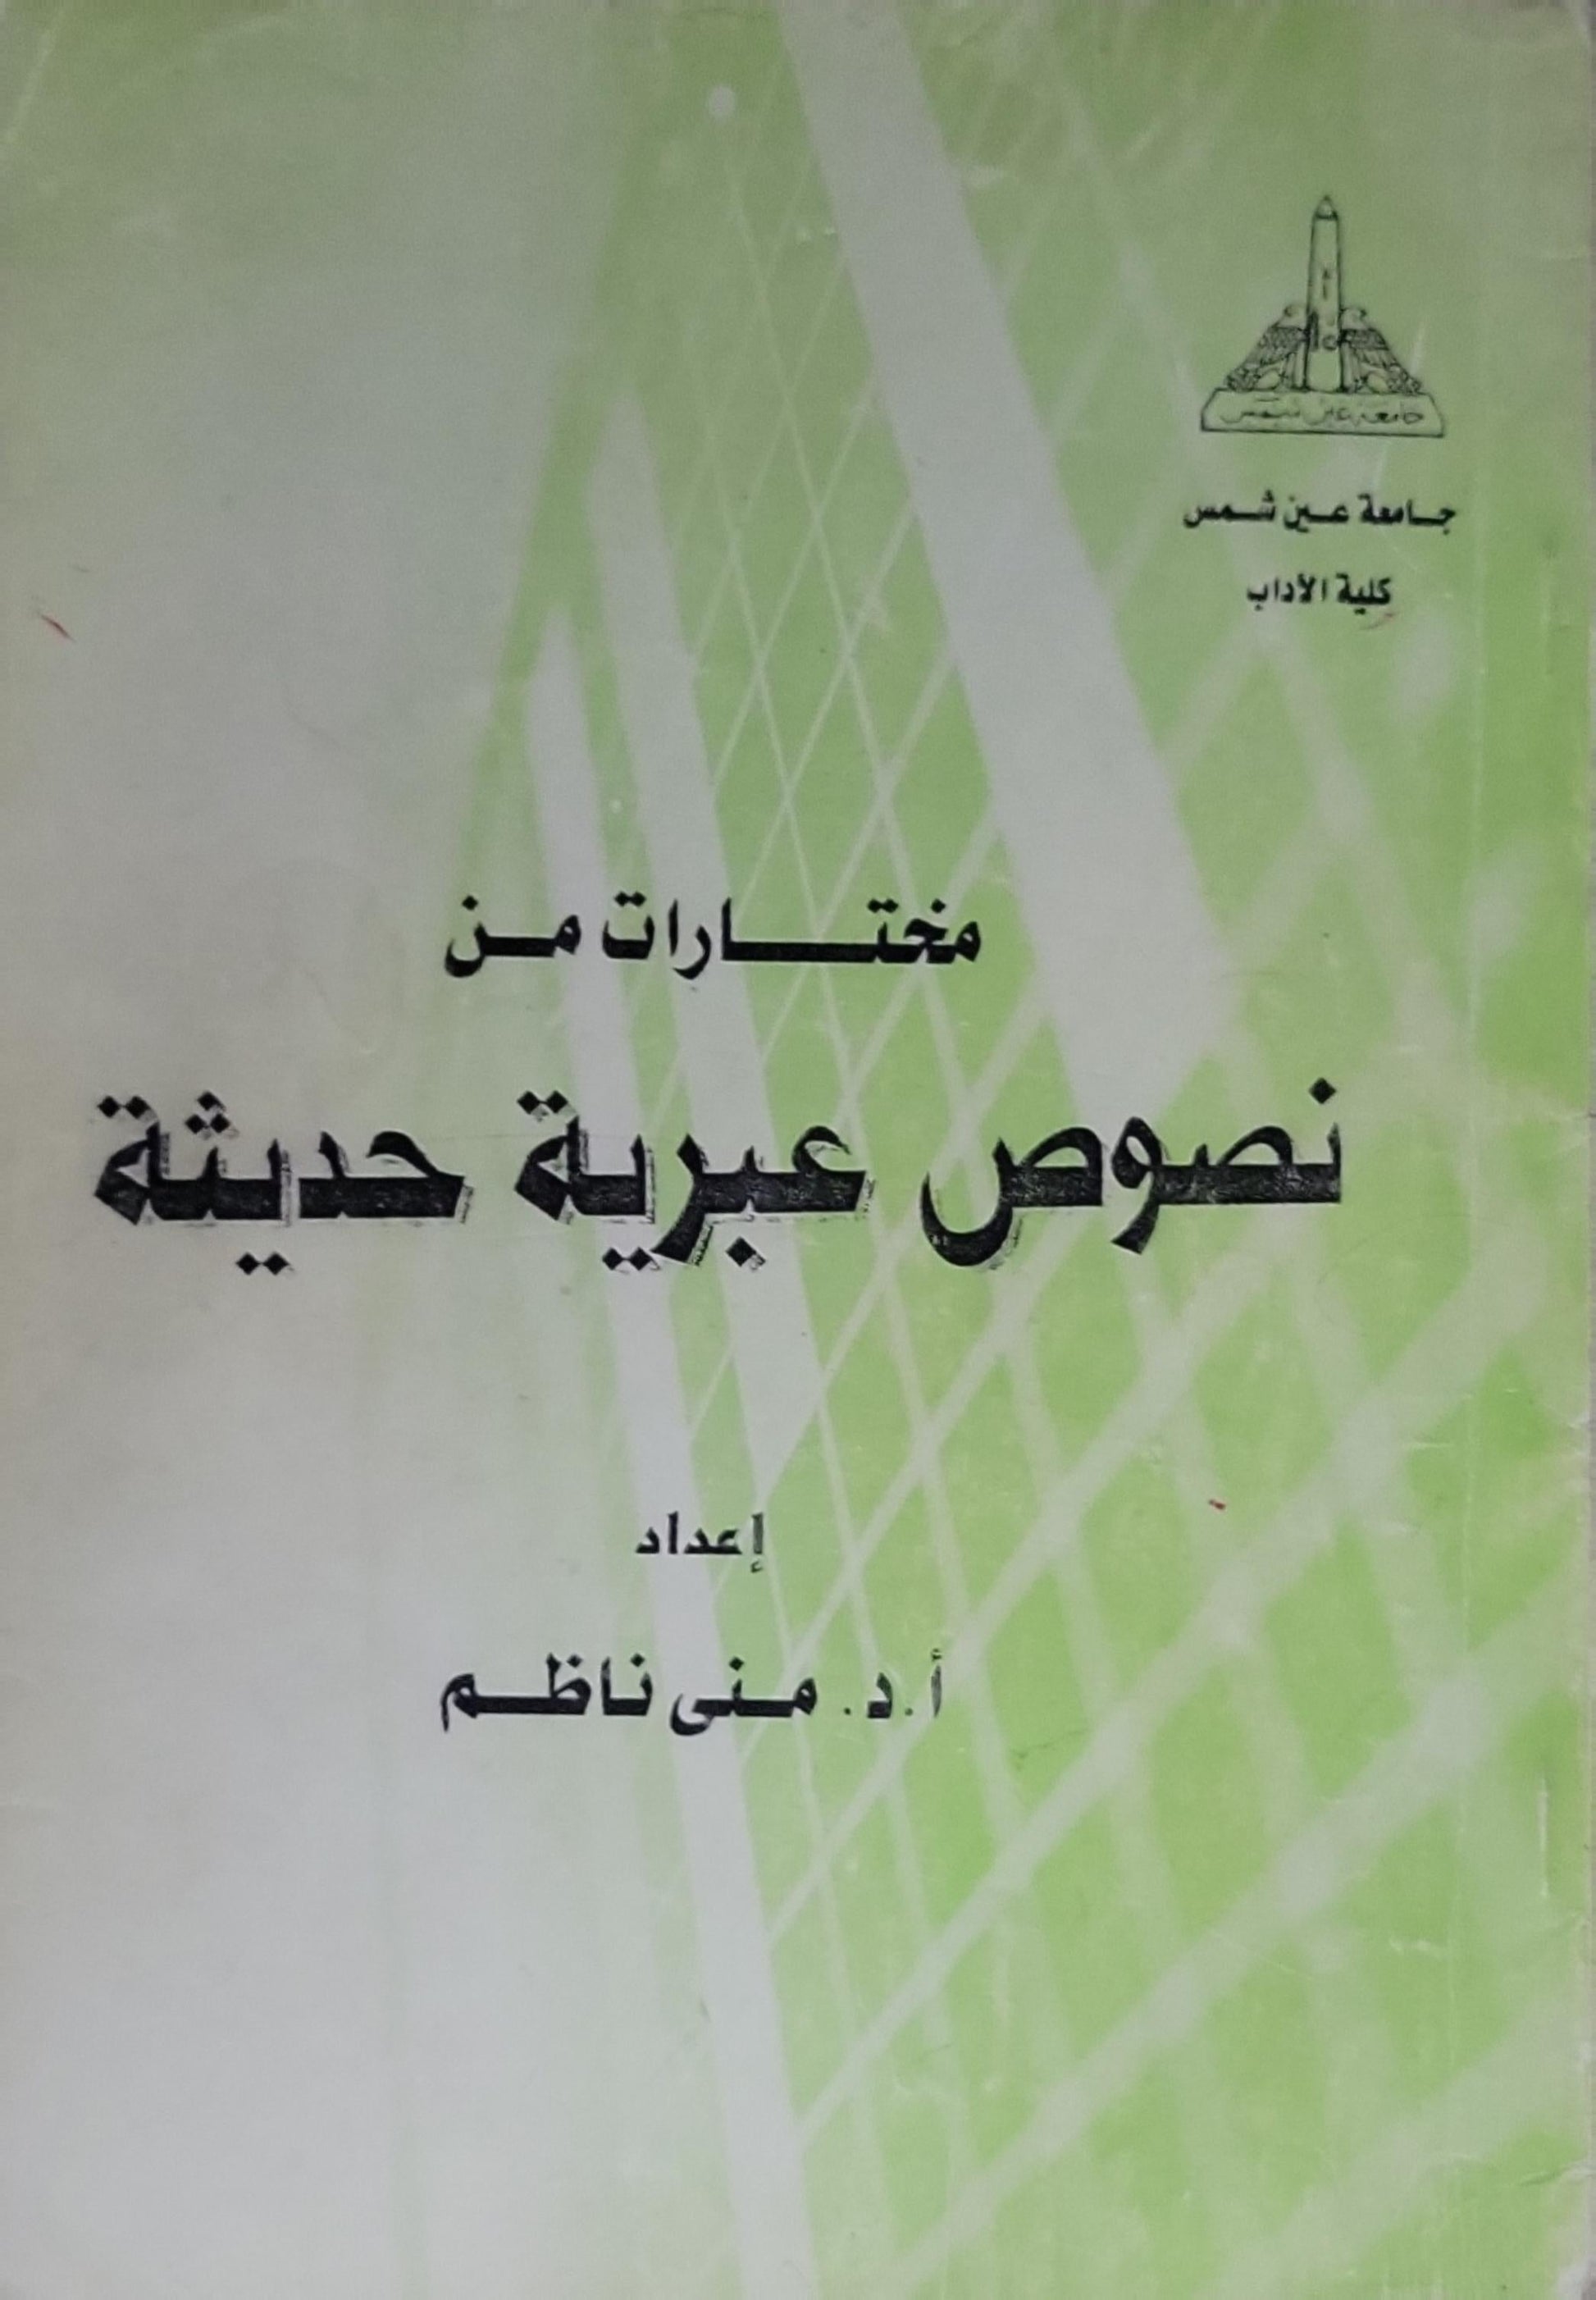 جامعة عين شمس
جامعة عين شمس
كلية الآداب
مختارات من
نصوص عبرية حديثة
إعداد
أ.د. منى ناظم